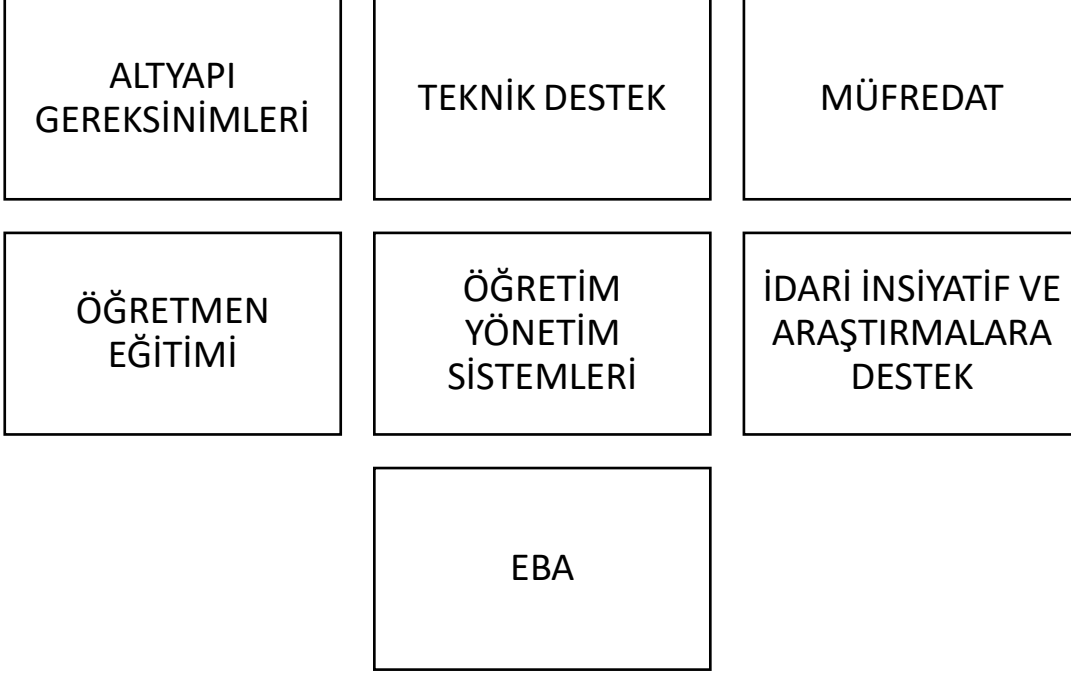 ALTYAPI
GEREKSİNİMLERİ
TEKNİK DESTEK
MÜFREDAT
ÖĞRETMEN
EĞİTİMİ
ÖĞRETİM
YÖNETİM
SİSTEMLERİ
İDARİ İNSİYATİF VE
ARAŞTIRMALARA
DESTEK
EBA